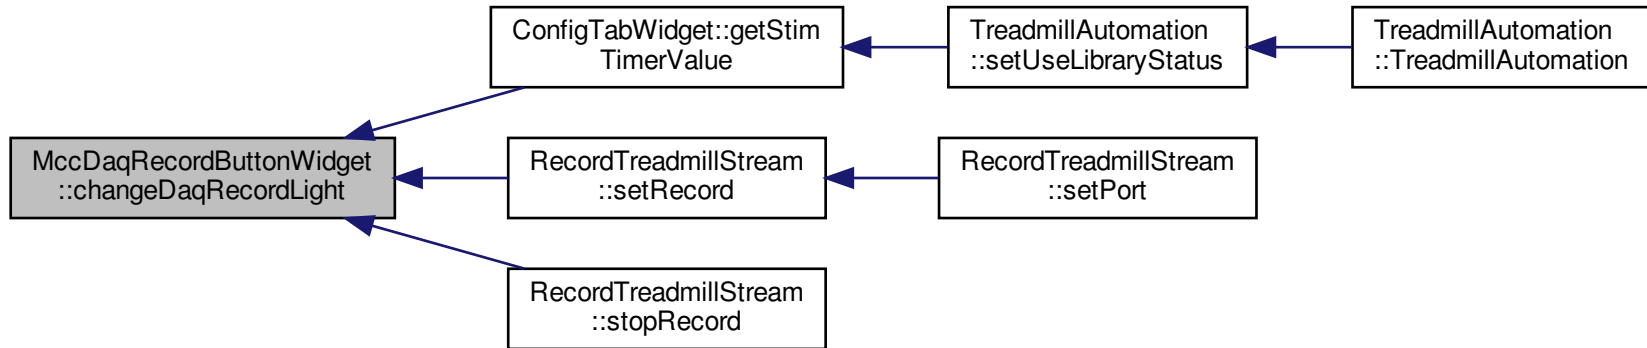 ConfigTabWidget::getStim
TimerValue
TreadmillAutomation
::setUseLibraryStatus
TreadmillAutomation
::TreadmillAutomation
MccDaqRecordButtonWidget
::changeDaqRecordLight
RecordTreadmillStream
::setRecord
RecordTreadmillStream
::setPort
RecordTreadmillStream
::stopRecord